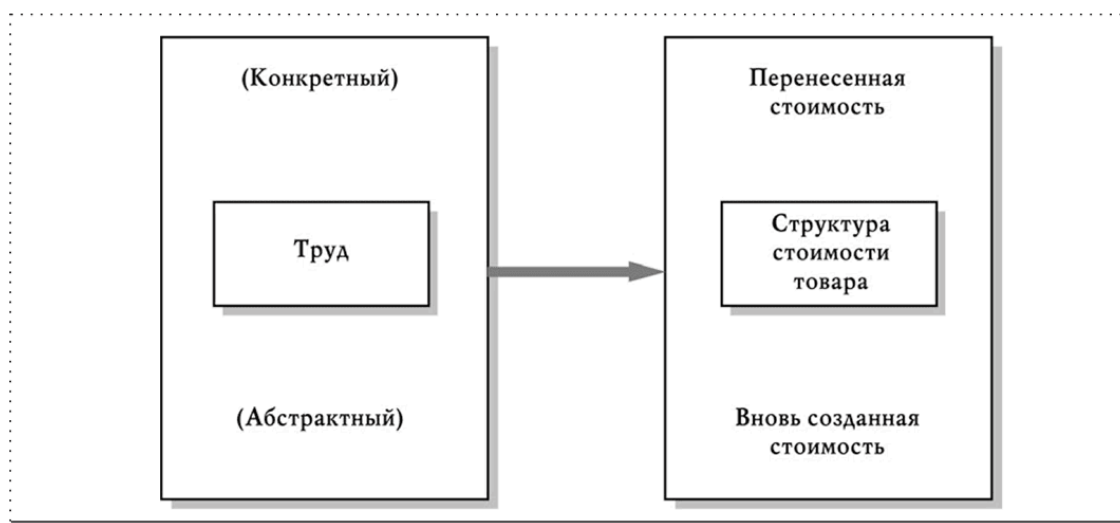 (Конкретный)
Труд
(Абстрактный)
Перенесенная
стоимость
Структура
стоимости
товара
Вновь созданная
стоимость